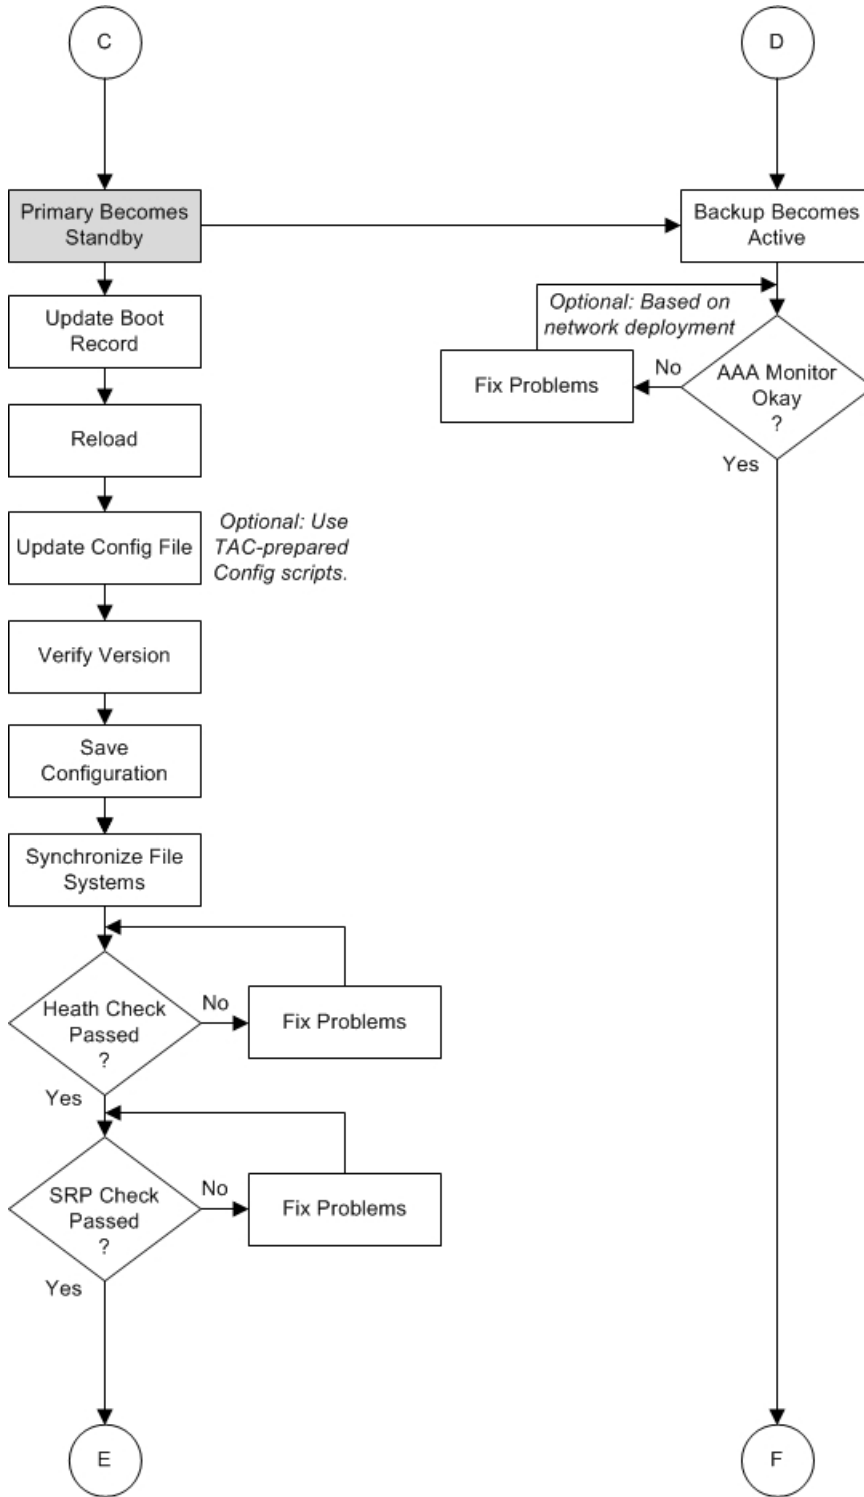 C
D
Primary Becomes
Standby
Backup Becomes
Active
Update Boot
Record
Optional: Based on
network deployment
Fix Problems
No
AAA Monitor
Okay
?
Yes
Reload
Update Config File
Optional: Use
TAC-prepared
Config scripts.
Verify Version
Save
Configuration
Synchronize File
Systems
Heath Check
Passed
?
No
Fix Problems
Yes
SRP Check
Passed
?
No
Fix Problems
Yes
E
F